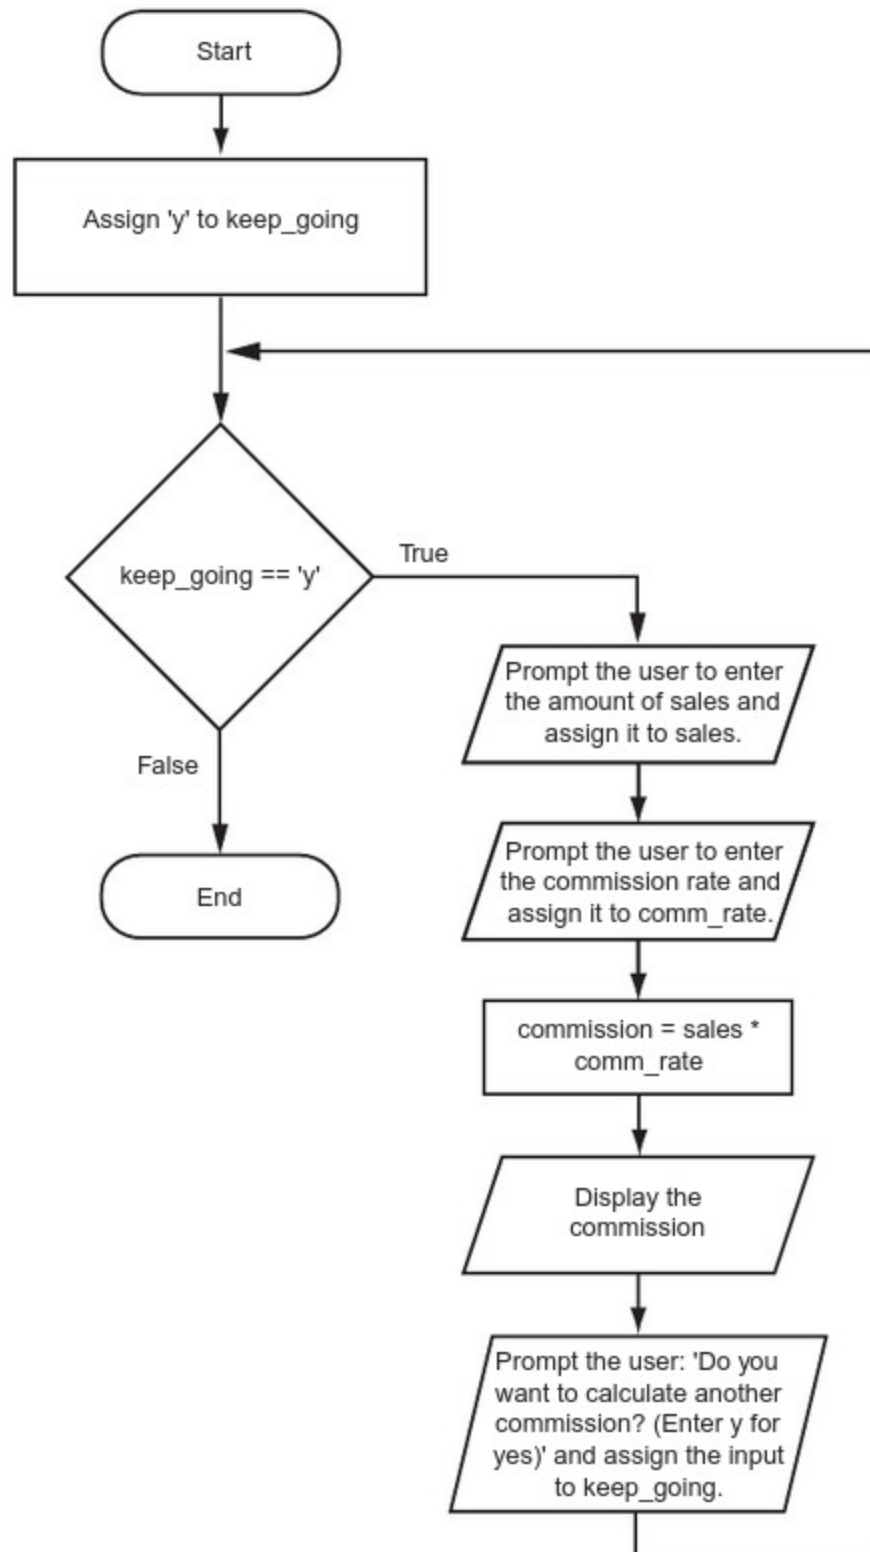 Start
Assign 'y' to keep_going
keep_going == 'y'
True
False
End
Prompt the user to enter
the amount of sales and
assign it to sales.
Prompt the user to enter
the commission rate and
assign it to comm_rate.
commission = sales *
comm_rate
Display the
commission
Prompt the user: 'Do you
want to calculate another
commission? (Enter y for
yes)' and assign the input
to keep_going.